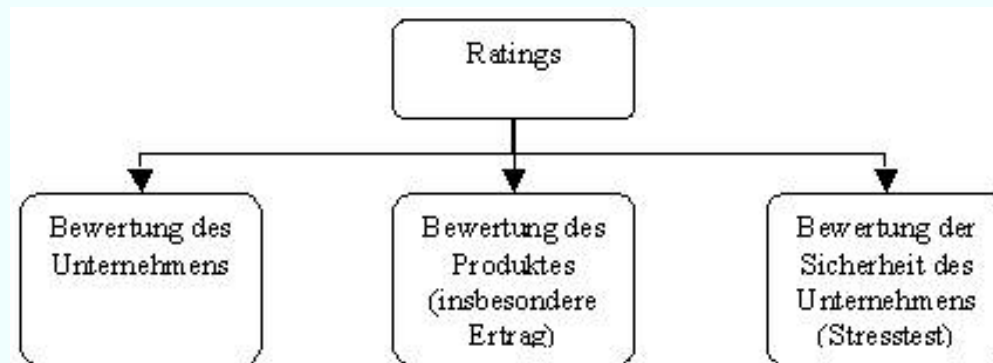 Ratings
Bewertung des
Unternehmens
Bewertung des
Produktes
(insbesondere
Ertrag)
Bewertung der
Sicherheit des
Unternehmens
(Stresstest)